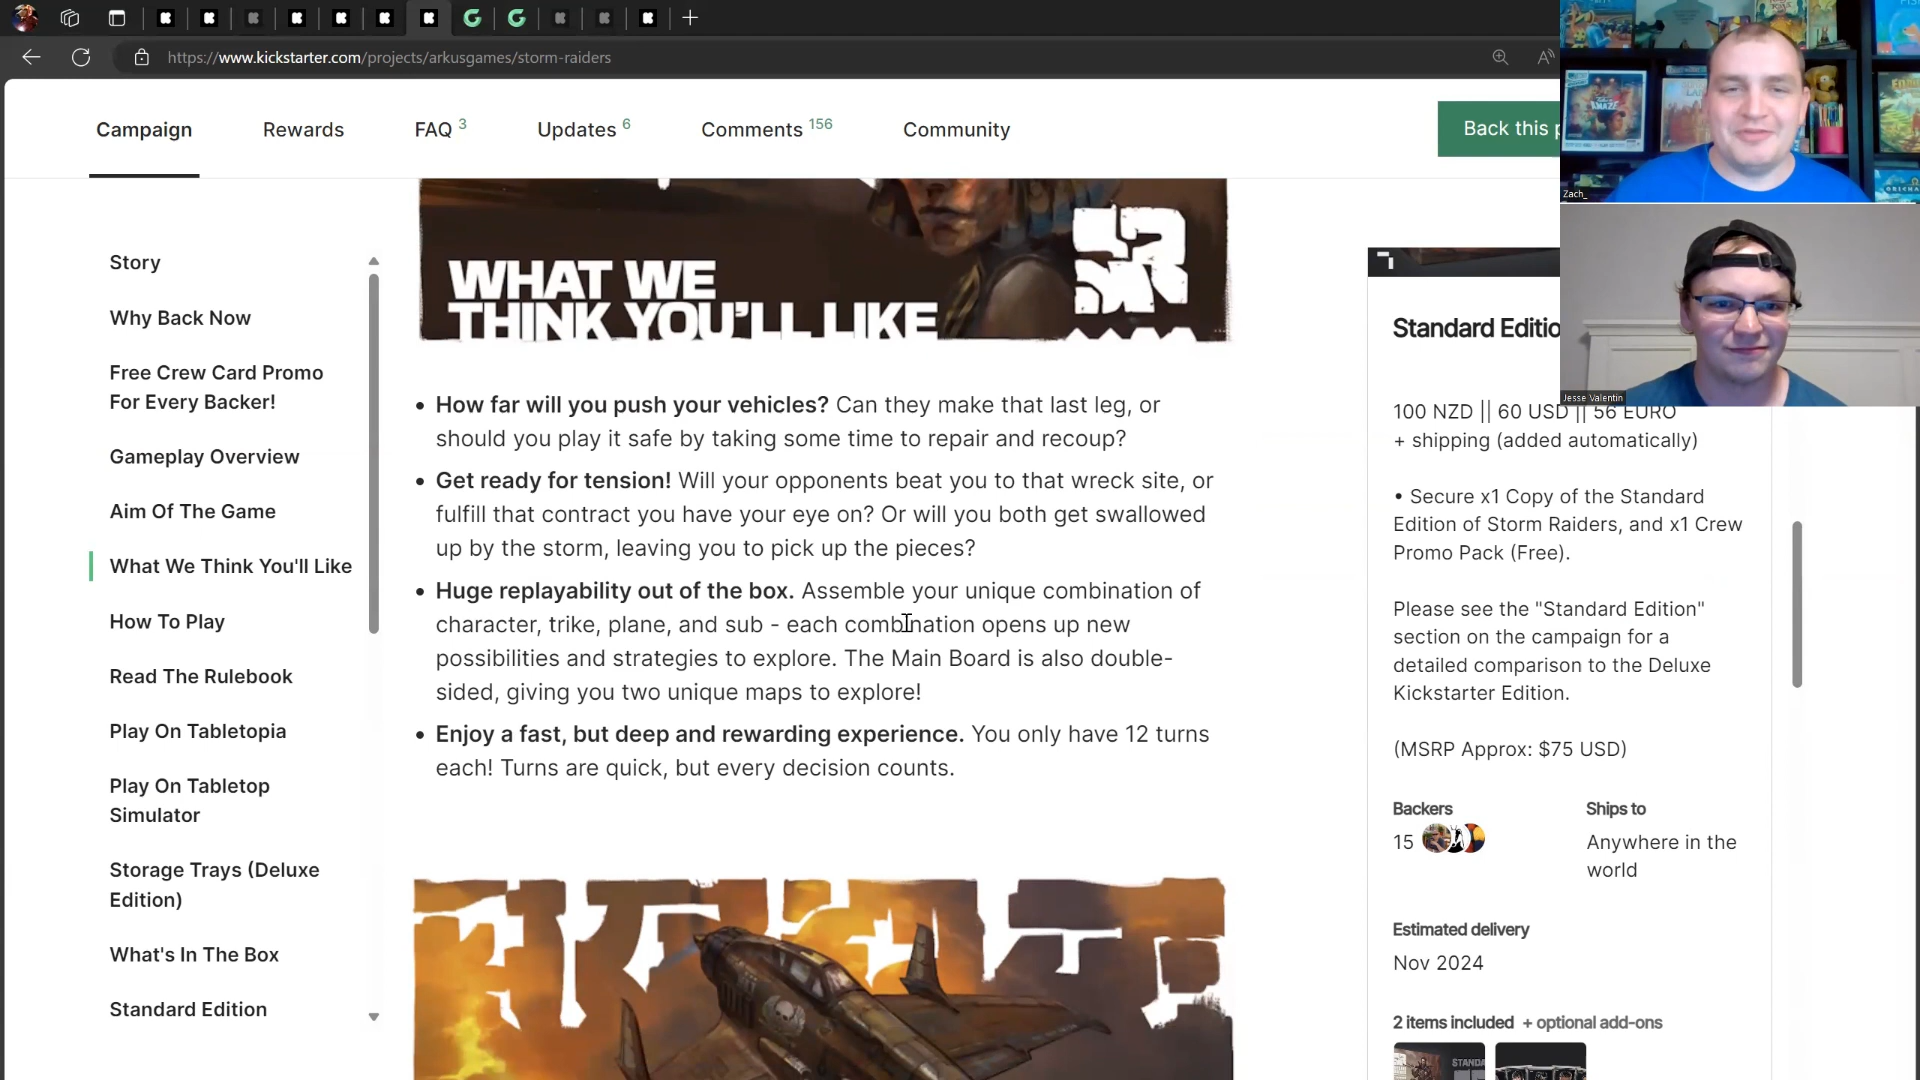 https://www.kickstarter.com/projects/arkusgames/storm-raiders
Campaign
Rewards
FAQ 3
Updates 6
Comments 156
Community
Back this
Zach_
Jesse Valentin
Story
Why Back Now
Free Crew Card Promo
For Every Backer!
Gameplay Overview
Aim Of The Game
What We Think You'll Like
How To Play
Read The Rulebook
Play On Tabletopia
Play On Tabletop
Simulator
Storage Trays (Deluxe
Edition)
What's In The Box
Standard Edition
WHAT WE
THINK YOU'LL LIKE
• How far will you push your vehicles? Can they make that last leg, or
should you play it safe by taking some time to repair and recoup?
• Get ready for tension! Will your opponents beat you to that wreck site, or
fulfill that contract you have your eye on? Or will you both get swallowed
up by the storm, leaving you to pick up the pieces?
• Huge replayability out of the box. Assemble your unique combination of
character, trike, plane, and sub - each combination opens up new
possibilities and strategies to explore. The Main Board is also double-
sided, giving you two unique maps to explore!
• Enjoy a fast, but deep and rewarding experience. You only have 12 turns
each! Turns are quick, but every decision counts.
Standard Editio
100 NZD || 60 USD || 56 EURO
+ shipping (added automatically)
• Secure x1 Copy of the Standard
Edition of Storm Raiders, and x1 Crew
Promo Pack (Free).
Please see the "Standard Edition"
section on the campaign for a
detailed comparison to the Deluxe
Kickstarter Edition.
(MSRP Approx: $75 USD)
Backers
15
Ships to
Anywhere in the
world
Estimated delivery
Nov 2024
2 items included + optional add-ons